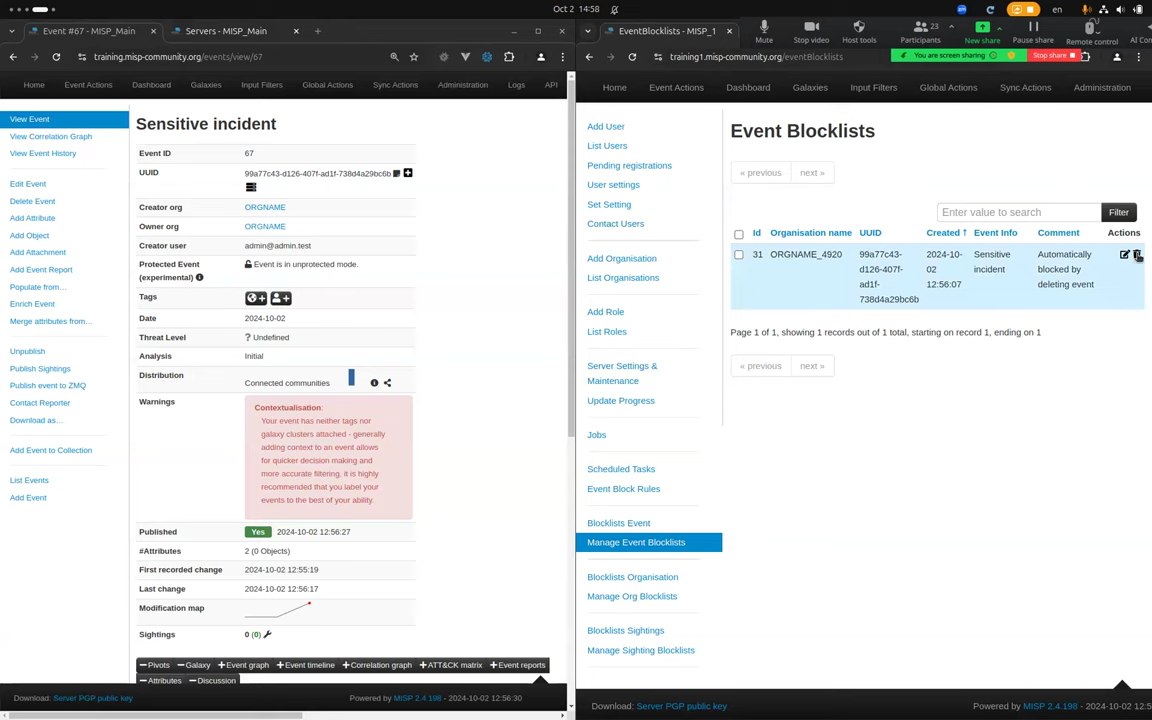 Oct 2 14:58
en
Event #67 - MISP_Main
Servers - MISP_Main
EventBlocklists - MISP_1
Mute
Stop video
Host tools
23
Participants
New share
Pause share
Remote control
AI Co
training.misp-community.org/events/view/67
training1.misp-community.org/eventBlocklists
You are screen sharing
Stop share
Home
Event Actions
Dashboard
Galaxies
Input Filters
Global Actions
Sync Actions
Administration
Logs
API
Home
Event Actions
Dashboard
Galaxies
Input Filters
Global Actions
Sync Actions
Administration
View Event
View Correlation Graph
View Event History
Edit Event
Delete Event
Add Attribute
Add Object
Add Attachment
Add Event Report
Populate from…
Enrich Event
Merge attributes from…
Unpublish
Publish Sightings
Publish event to ZMQ
Contact Reporter
Download as…
Add Event to Collection
List Events
Add Event
Sensitive incident
Event ID 67
UUID 99a77c43-d126-407f-ad1f-738d4a29bc6b
Creator org ORGNAME
Owner org ORGNAME
Creator user admin@admin.test
Protected Event Event is in unprotected mode.
(experimental)
Tags
Date 2024-10-02
Threat Level ? Undefined
Analysis Initial
Distribution Connected communities
Warnings
Contextualisation:
Your event has neither tags nor
galaxy clusters attached - generally
adding context to an event allows
for quicker decision making and
more accurate filtering, it is highly
recommended that you label your
events to the best of your ability.
Published Yes 2024-10-02 12:56:27
#Attributes 2 (0 Objects)
First recorded change 2024-10-02 12:55:19
Last change 2024-10-02 12:56:17
Modification map
Sightings 0 (0)
Pivots Galaxy Event graph Event timeline Correlation graph ATT&CK matrix Event reports
Attributes Discussion
Download: Server PGP public key
Powered by MISP 2.4.198 - 2024-10-02 12:56:30
Add User
List Users
Pending registrations
User settings
Set Setting
Contact Users
Add Organisation
List Organisations
Add Role
List Roles
Server Settings &
Maintenance
Update Progress
Jobs
Scheduled Tasks
Event Block Rules
Blocklists Event
Manage Event Blocklists
Blocklists Organisation
Manage Org Blocklists
Blocklists Sightings
Manage Sighting Blocklists
Event Blocklists
« previous next »
Enter value to search Filter
Id Organisation name UUID Created ↑ Event Info Comment Actions
31 ORGNAME_4920 99a77c43- 2024-10- Sensitive Automatically
d126-407f- 02 incident blocked by
ad1f- 12:56:07 deleting event
738d4a29bc6b
Page 1 of 1, showing 1 records out of 1 total, starting on record 1, ending on 1
« previous next »
Download: Server PGP public key
Powered by MISP 2.4.198 - 2024-10-02 12:56